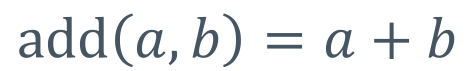 add(a, b) = a + b